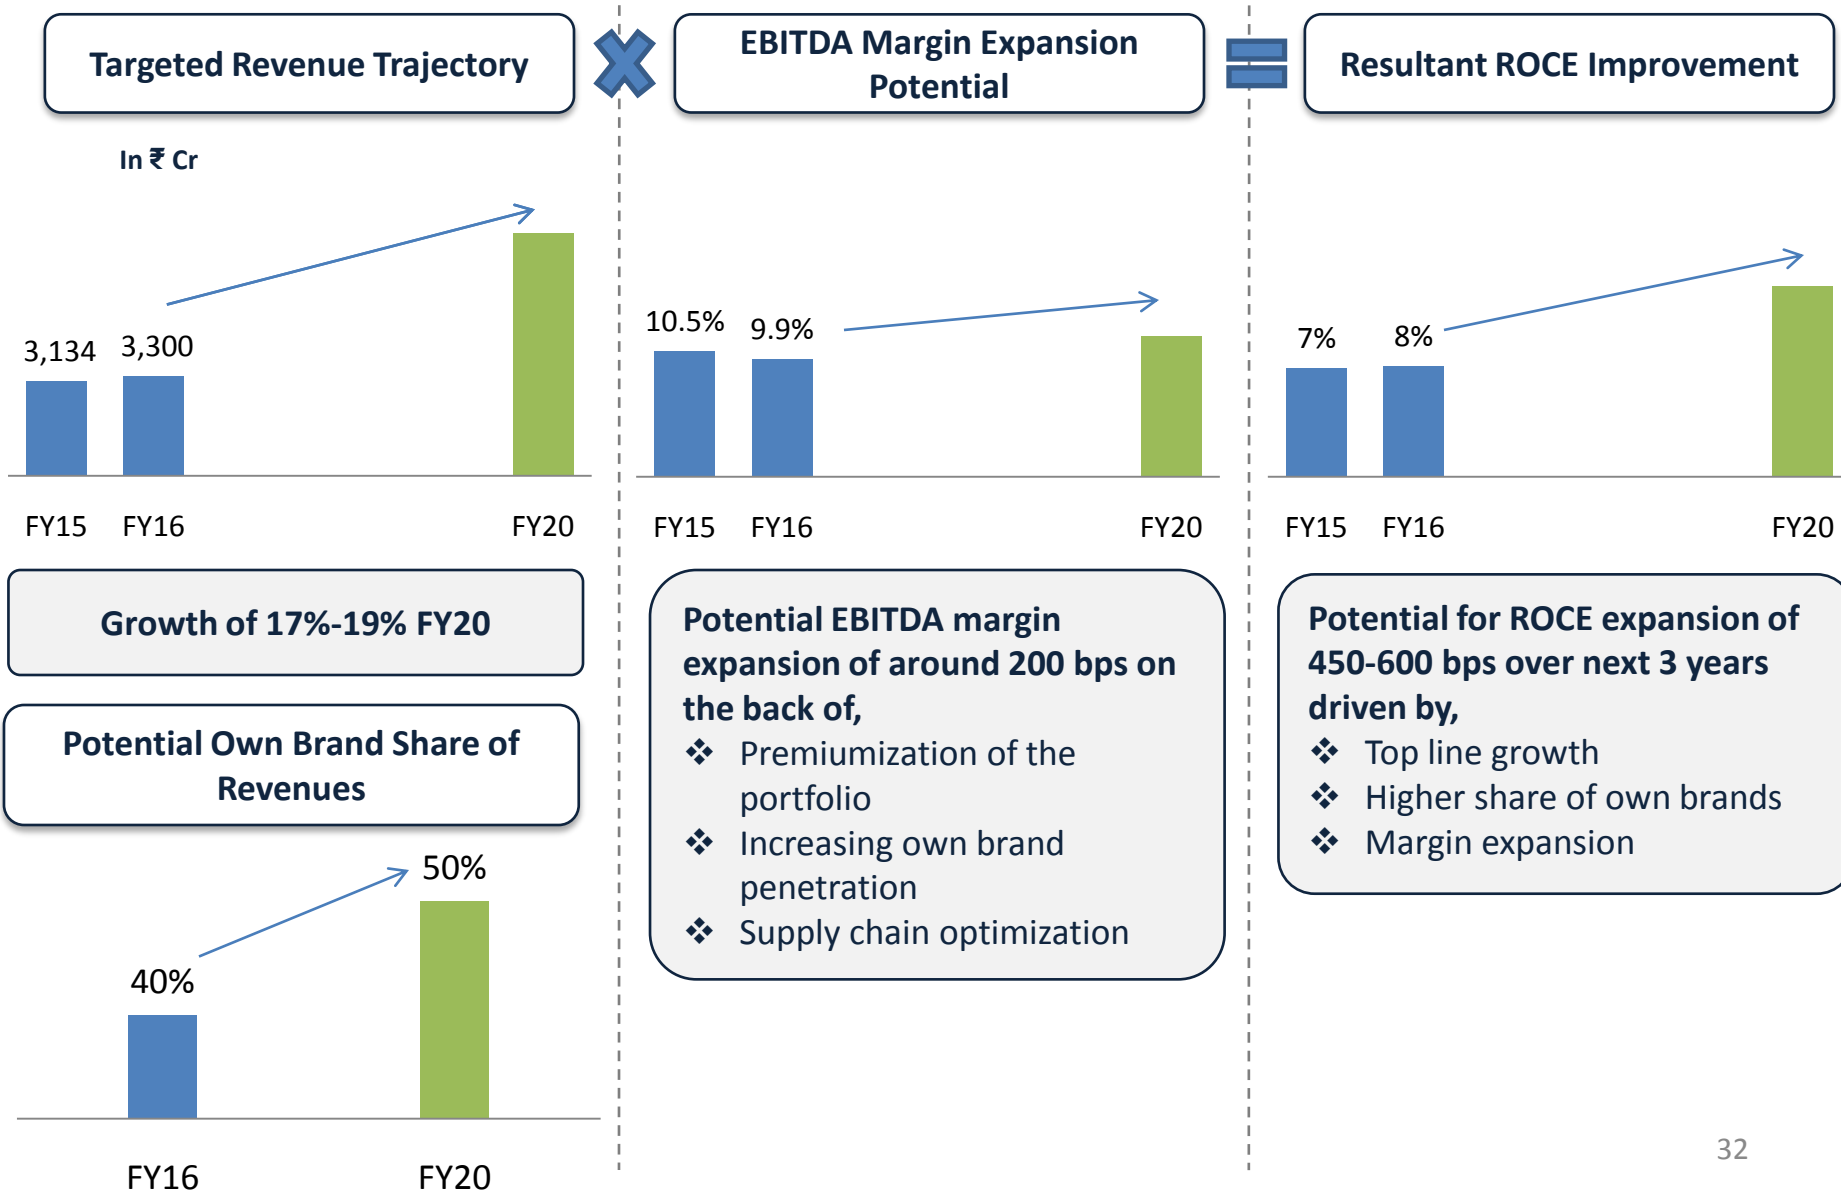 Targeted Revenue Trajectory
EBITDA Margin Expansion
Potential
Resultant ROCE Improvement
In ₹ Cr
3,134
3,300
FY15
FY16
FY20
10.5%
9.9%
FY15
FY16
FY20
7%
8%
FY15
FY16
FY20
Growth of 17%-19% FY20
Potential Own Brand Share of
Revenues
40%
50%
FY16
FY20
Potential EBITDA margin
expansion of around 200 bps on
the back of,
❖ Premiumization of the
portfolio
❖ Increasing own brand
penetration
❖ Supply chain optimization
Potential for ROCE expansion of
450-600 bps over next 3 years
driven by,
❖ Top line growth
❖ Higher share of own brands
❖ Margin expansion
32